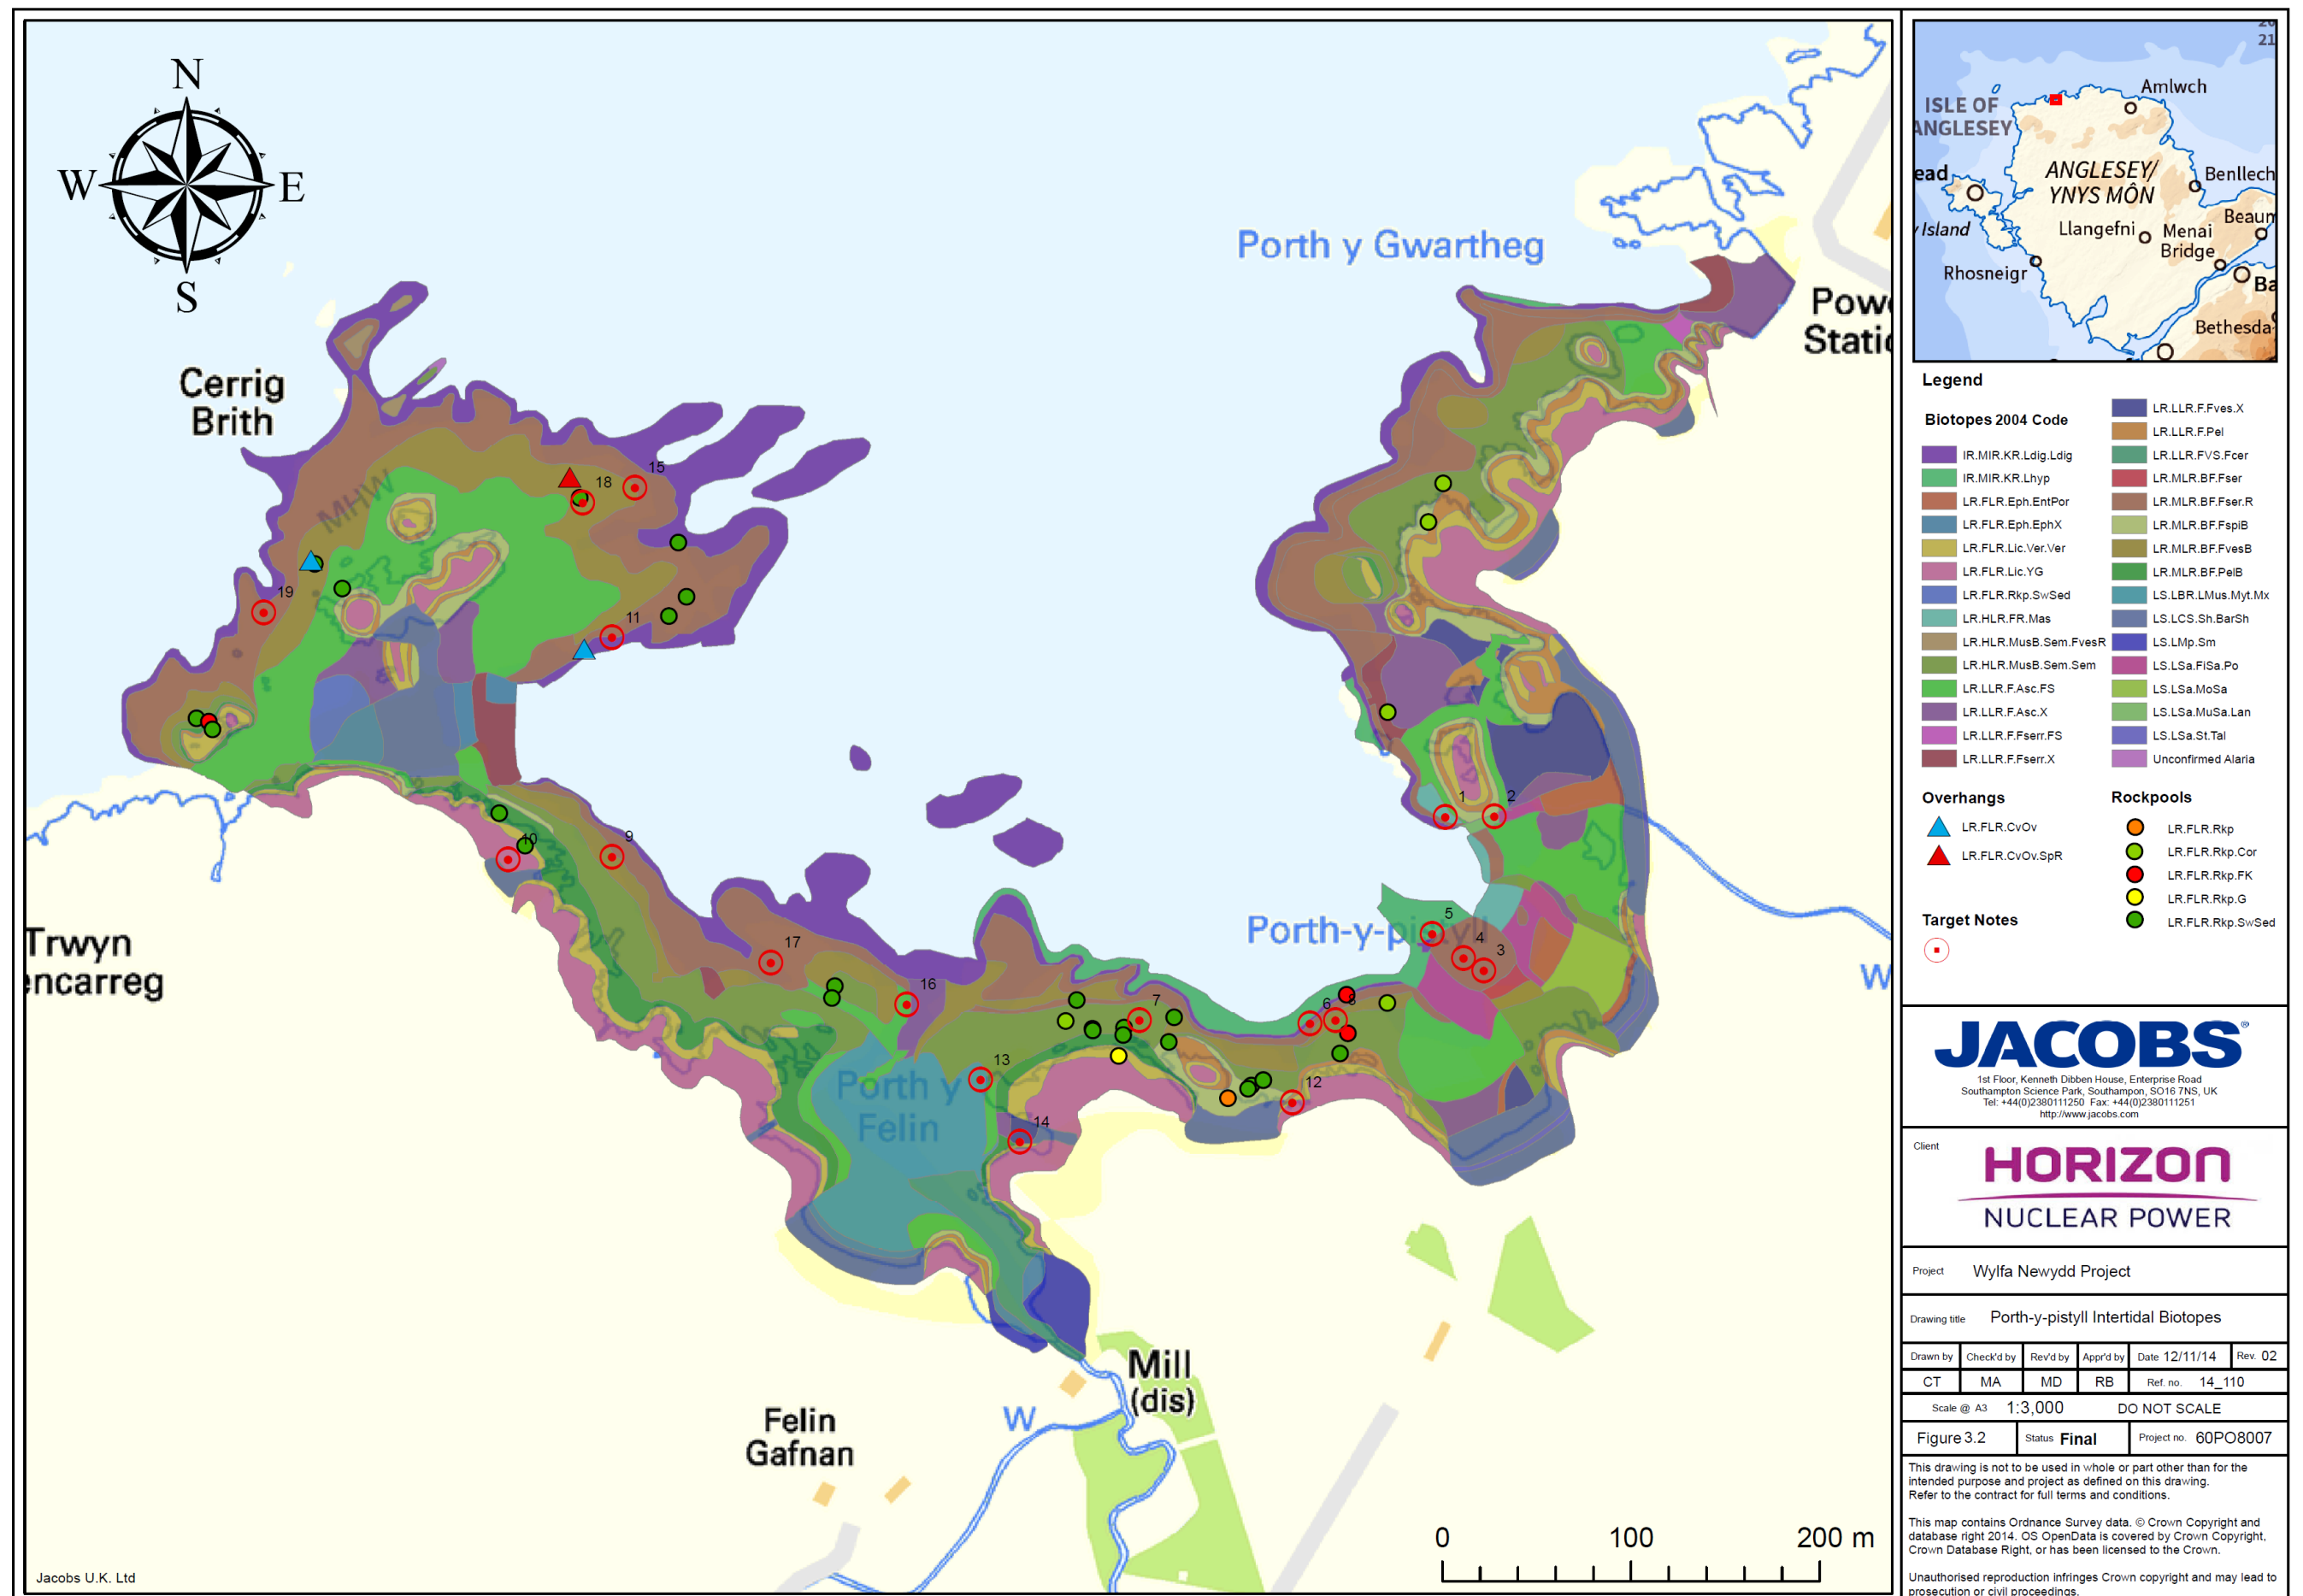 N
W
E
S
Cerrig
Brith
MHW
Porth y Gwartheg
Pow
Stati
Porth-y-pistyll
Trwyn
encarreg
Porth y
Felin
Mill
(dis)
Felin
Gafnan
W
W
1
2
3
4
5
6
7
8
9
10
11
12
13
14
15
16
17
18
19
0 100 200 m
Jacobs U.K. Ltd
21
Amlwch
ISLE OF
ANGLESEY
ead
ANGLESEY/
YNYS MÔN
Benllech
Island
Llangefni
Menai
Bridge
Beaum
Rhosneigr
Ba
Bethesda
Legend
Biotopes 2004 Code
IR.MIR.KR.Ldig.Ldig
IR.MIR.KR.Lhyp
LR.FLR.Eph.EntPor
LR.FLR.Eph.EphX
LR.FLR.Lic.Ver.Ver
LR.FLR.Lic.YG
LR.FLR.Rkp.SwSed
LR.HLR.FR.Mas
LR.HLR.MusB.Sem.FvesR
LR.HLR.MusB.Sem.Sem
LR.LLR.F.Asc.FS
LR.LLR.F.Asc.X
LR.LLR.F.Fserr.FS
LR.LLR.F.Fserr.X
LR.LLR.F.Fves.X
LR.LLR.F.Pel
LR.LLR.FVS.Fcer
LR.MLR.BF.Fser
LR.MLR.BF.Fser.R
LR.MLR.BF.FspiB
LR.MLR.BF.FvesB
LR.MLR.BF.PelB
LS.LBR.LMus.Myt.Mx
LS.LCS.Sh.BarSh
LS.LMp.Sm
LS.LSa.FiSa.Po
LS.LSa.MoSa
LS.LSa.MuSa.Lan
LS.LSa.St.Tal
Unconfirmed Alaria
Overhangs
LR.FLR.CvOv
LR.FLR.CvOv.SpR
Target Notes
Rockpools
LR.FLR.Rkp
LR.FLR.Rkp.Cor
LR.FLR.Rkp.FK
LR.FLR.Rkp.G
LR.FLR.Rkp.SwSed
JACOBS®
1st Floor, Kenneth Dibben House, Enterprise Road
Southampton Science Park, Southampon, SO16 7NS, UK
Tel: +44(0)2380111250 Fax: +44(0)2380111251
http://www.jacobs.com
Client
HORIZON
NUCLEAR POWER
Project Wylfa Newydd Project
Drawing title Porth-y-pistyll Intertidal Biotopes
Drawn by Check'd by Rev'd by Appr'd by Date 12/11/14 Rev. 02
CT MA MD RB Ref. no. 14_110
Scale @ A3 1:3,000 DO NOT SCALE
Figure 3.2 Status Final Project no. 60PO8007
This drawing is not to be used in whole or part other than for the
intended purpose and project as defined on this drawing.
Refer to the contract for full terms and conditions.
This map contains Ordnance Survey data. © Crown Copyright and
database right 2014. OS OpenData is covered by Crown Copyright,
Crown Database Right, or has been licensed to the Crown.
Unauthorised reproduction infringes Crown copyright and may lead to
prosecution or civil proceedings.